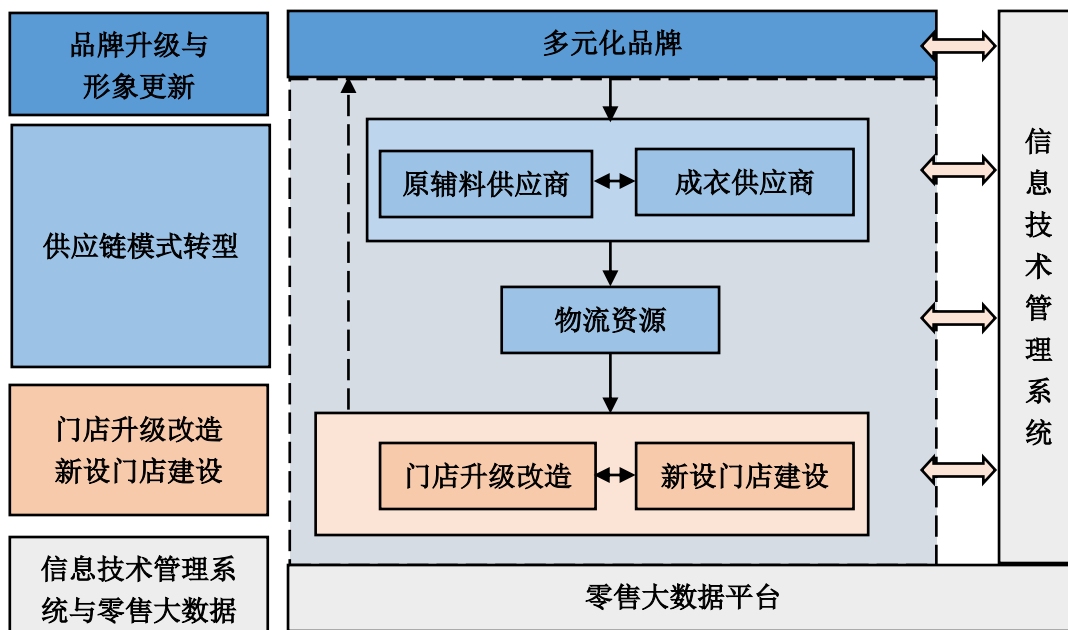 品牌升级与
形象更新
多元化品牌
供应链模式转型
原辅料供应商
成衣供应商
物流资源
门店升级改造
新设门店建设
门店升级改造
新设门店建设
信息技术管理系
统与零售大数据
零售大数据平台
信息技术管理系统